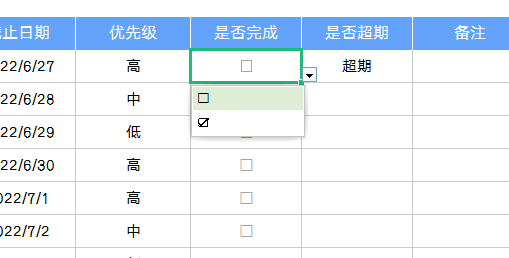 止日期 优先级 是否完成 是否超期 备注
22/6/27 高 ☐ 超期
☐
22/6/28 中
☑
22/6/29 低
22/6/30 高 ☐
022/7/1 高 ☐
022/7/2 中 ☐